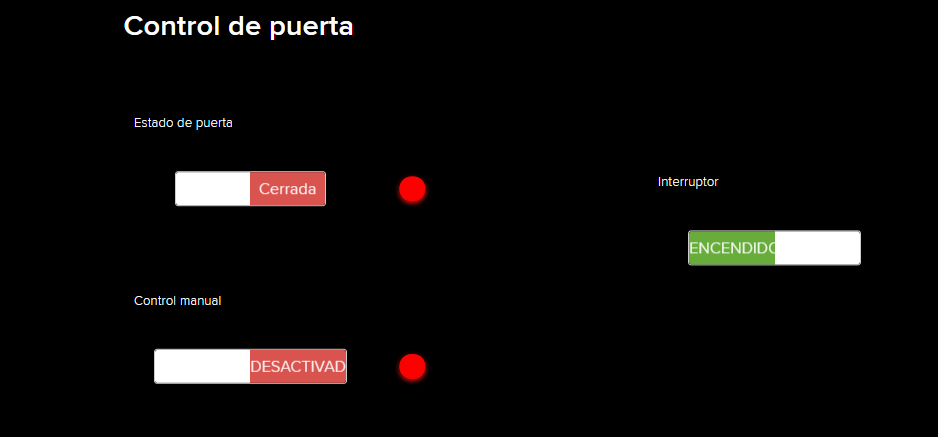 Control de puerta
Estado de puerta
Cerrada
Interruptor
ENCENDIDO
Control manual
DESACTIVAD